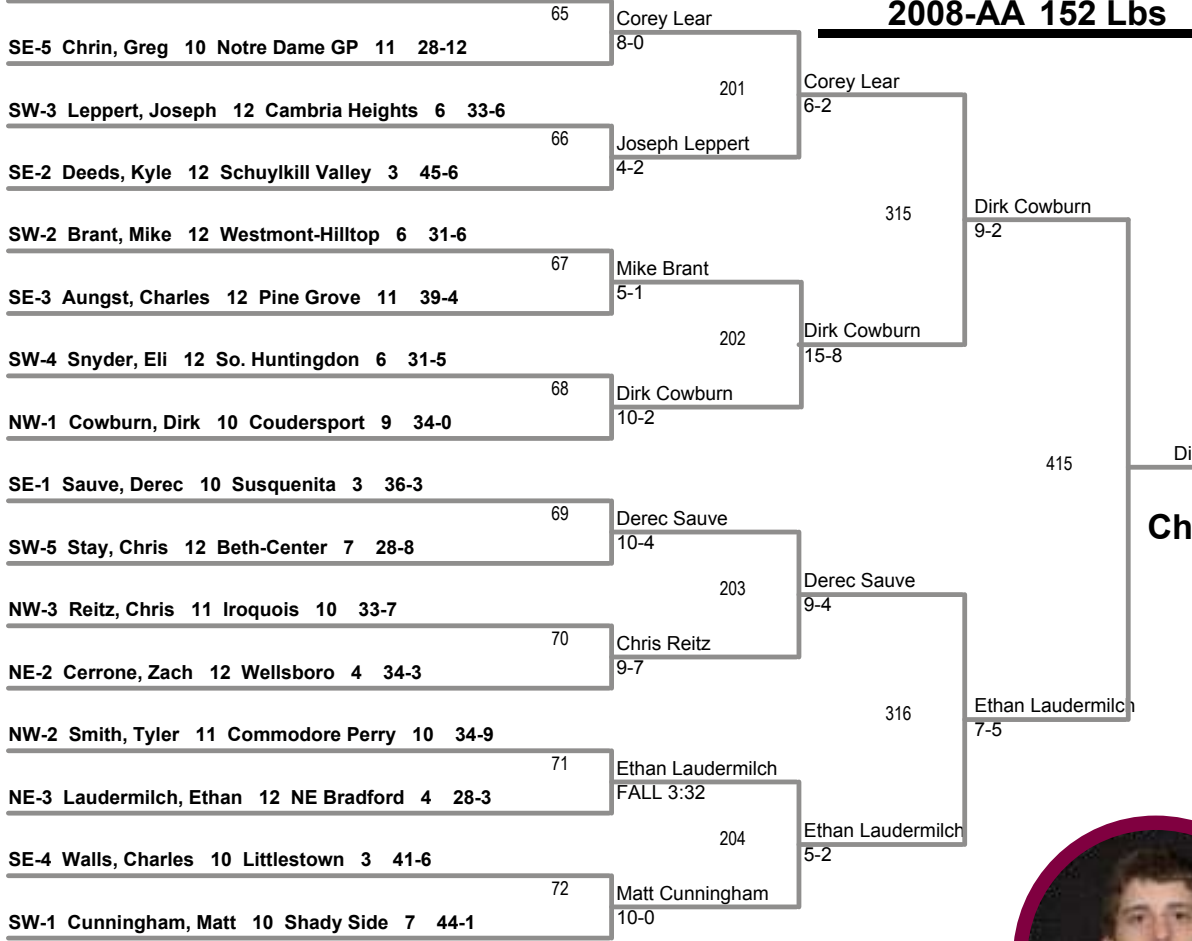 2008-AA 152 Lbs
65
Corey Lear
8-0
SE-5 Chrin, Greg 10 Notre Dame GP 11 28-12
201
Corey Lear
6-2
SW-3 Leppert, Joseph 12 Cambria Heights 6 33-6
66
Joseph Leppert
4-2
SE-2 Deeds, Kyle 12 Schuylkill Valley 3 45-6
315
Dirk Cowburn
9-2
SW-2 Brant, Mike 12 Westmont-Hilltop 6 31-6
67
Mike Brant
5-1
SE-3 Aungst, Charles 12 Pine Grove 11 39-4
202
Dirk Cowburn
15-8
SW-4 Snyder, Eli 12 So. Huntingdon 6 31-5
68
Dirk Cowburn
10-2
NW-1 Cowburn, Dirk 10 Coudersport 9 34-0
415
Di
Ch
SE-1 Sauve, Derec 10 Susquenita 3 36-3
69
Derec Sauve
10-4
SW-5 Stay, Chris 12 Beth-Center 7 28-8
203
Derec Sauve
9-4
NW-3 Reitz, Chris 11 Iroquois 10 33-7
70
Chris Reitz
9-7
NE-2 Cerrone, Zach 12 Wellsboro 4 34-3
316
Ethan Laudermilch
7-5
NW-2 Smith, Tyler 11 Commodore Perry 10 34-9
71
Ethan Laudermilch
FALL 3:32
NE-3 Laudermilch, Ethan 12 NE Bradford 4 28-3
204
Ethan Laudermilch
5-2
SE-4 Walls, Charles 10 Littlestown 3 41-6
72
Matt Cunningham
10-0
SW-1 Cunningham, Matt 10 Shady Side 7 44-1